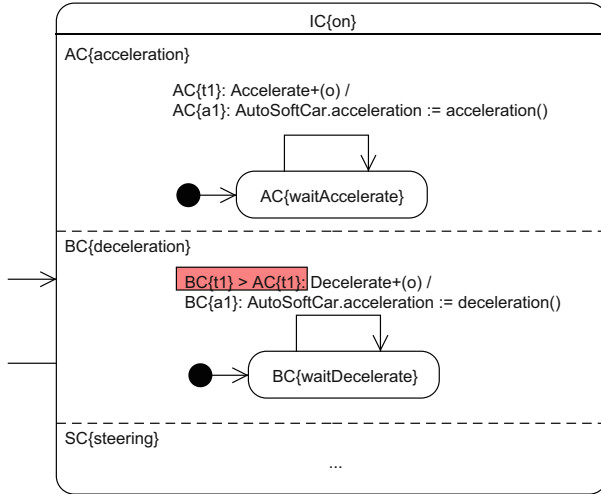 IC{on}
AC{acceleration}
AC{t1}: Accelerate+(o) /
AC{a1}: AutoSoftCar.acceleration := acceleration()
AC{waitAccelerate}
BC{deceleration}
BC{t1} > AC{t1}: Decelerate+(o) /
BC{a1}: AutoSoftCar.acceleration := deceleration()
BC{waitDecelerate}
SC{steering}
...